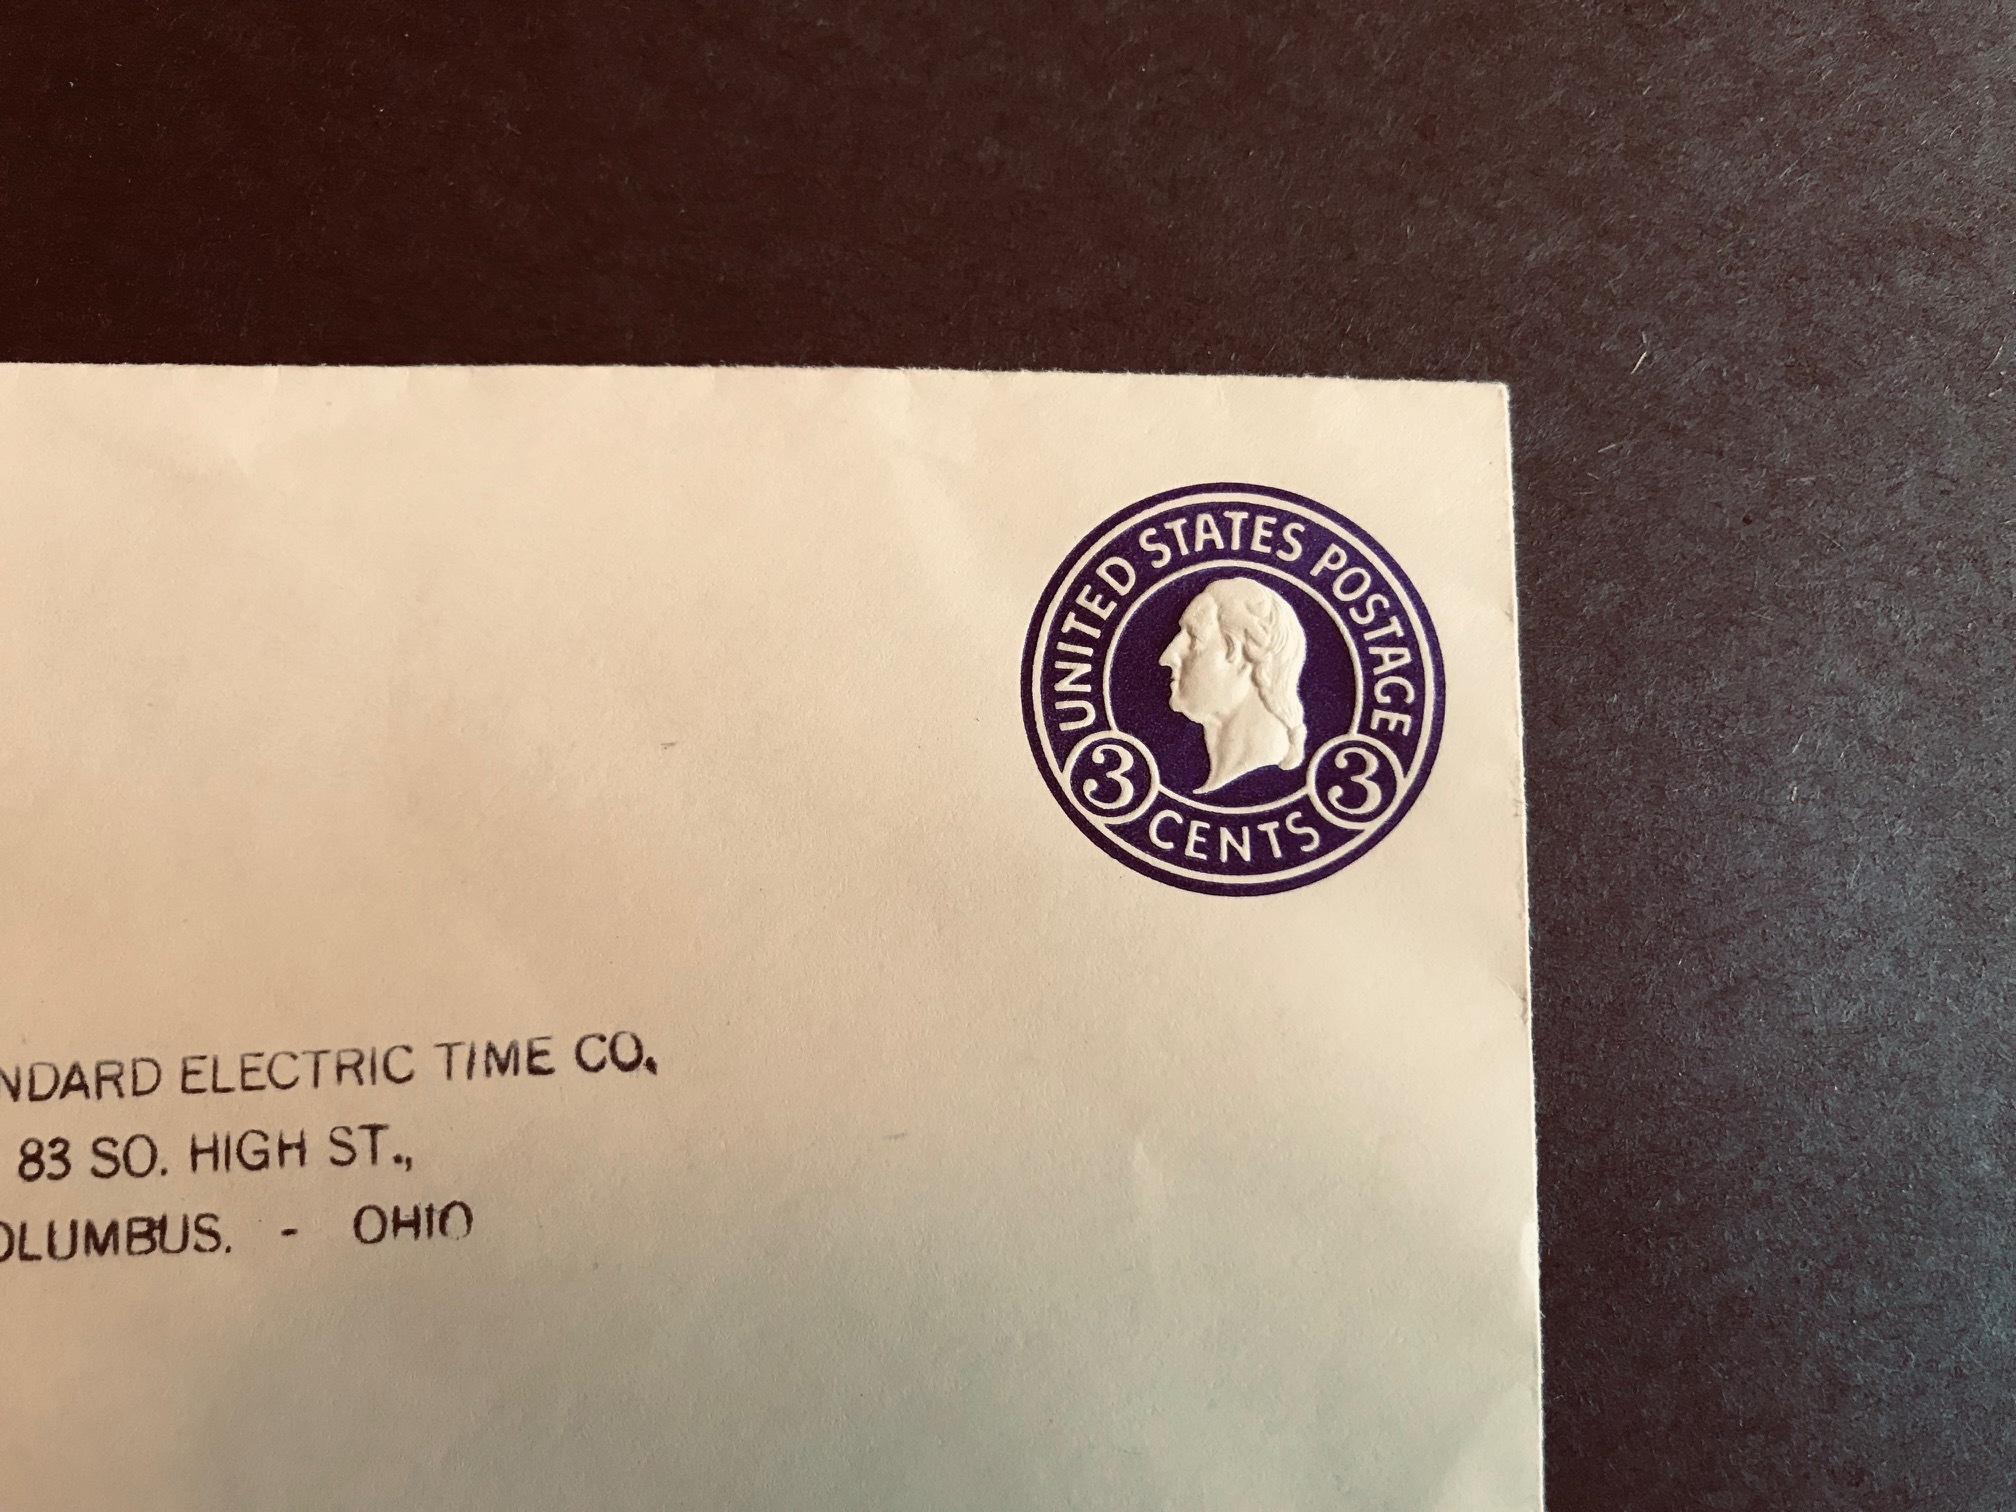 UNITED STATES POSTAGE
3 CENTS 3
NDARD ELECTRIC TIME CO.
83 SO. HIGH ST.,
OLUMBUS. - OHIO